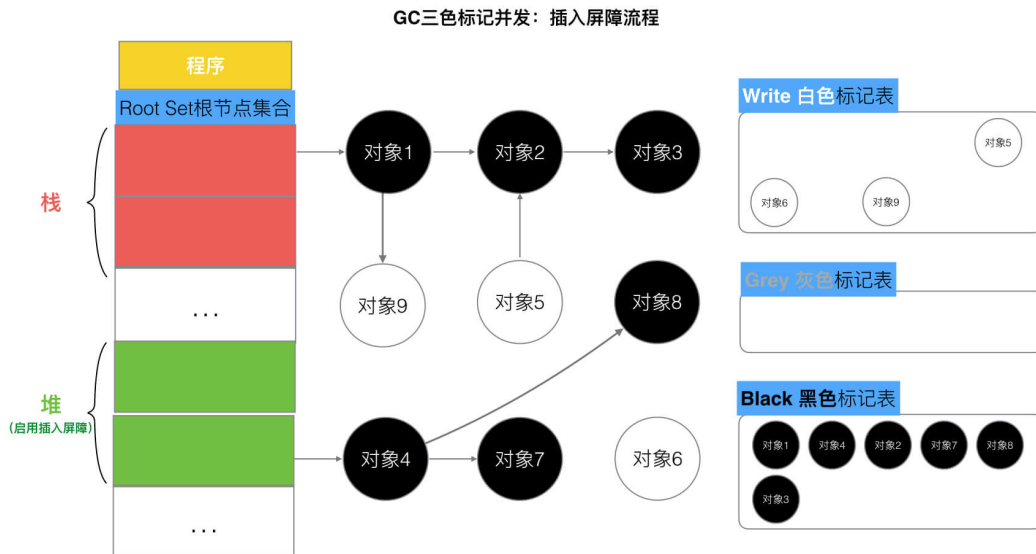 GC三色标记并发：插入屏障流程
程序
Root Set根节点集合
栈
...
堆
(启用插入屏障)
...
对象1
对象2
对象3
对象9
对象5
对象8
对象4
对象7
对象6
Write 白色标记表
对象5
对象6
对象9
Grey 灰色标记表
Black 黑色标记表
对象1
对象4
对象2
对象7
对象8
对象3